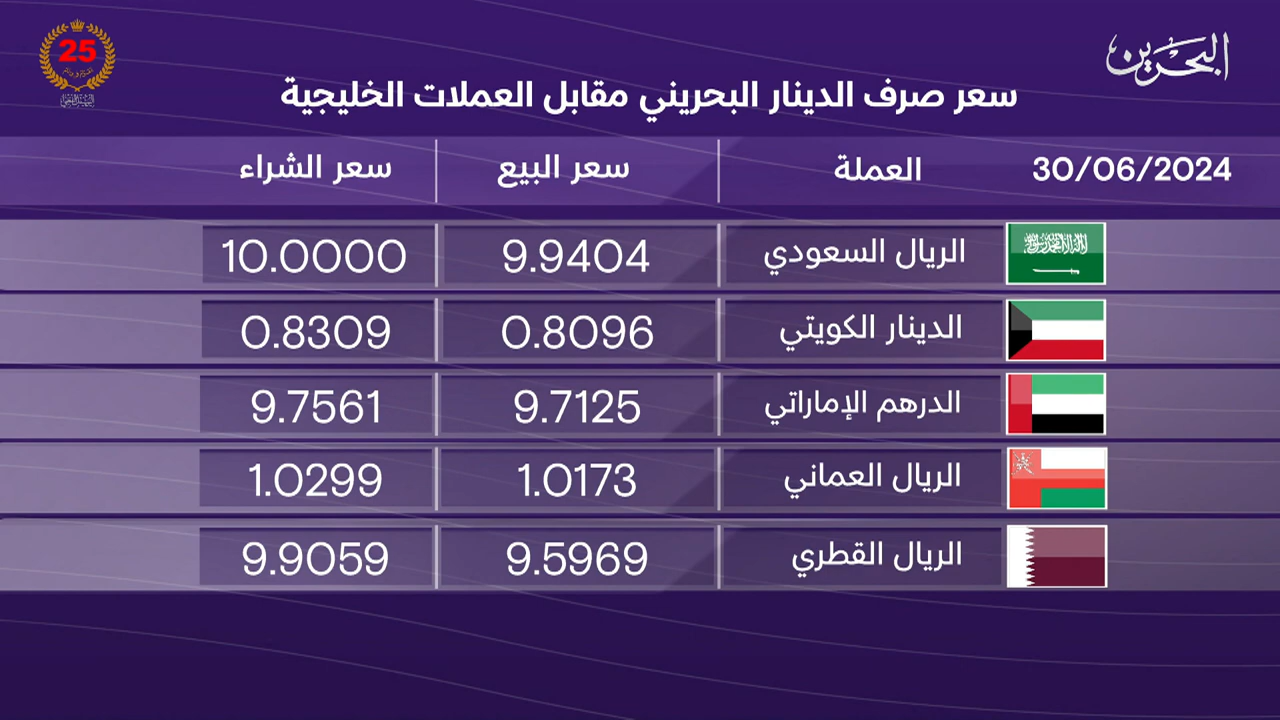 البحرين
25
سعر صرف الدينار البحريني مقابل العملات الخليجية
30/06/2024 العملة سعر البيع سعر الشراء
الريال السعودي 9.9404 10.0000
الدينار الكويتي 0.8096 0.8309
الدرهم الإماراتي 9.7125 9.7561
الريال العماني 1.0173 1.0299
الريال القطري 9.5969 9.9059